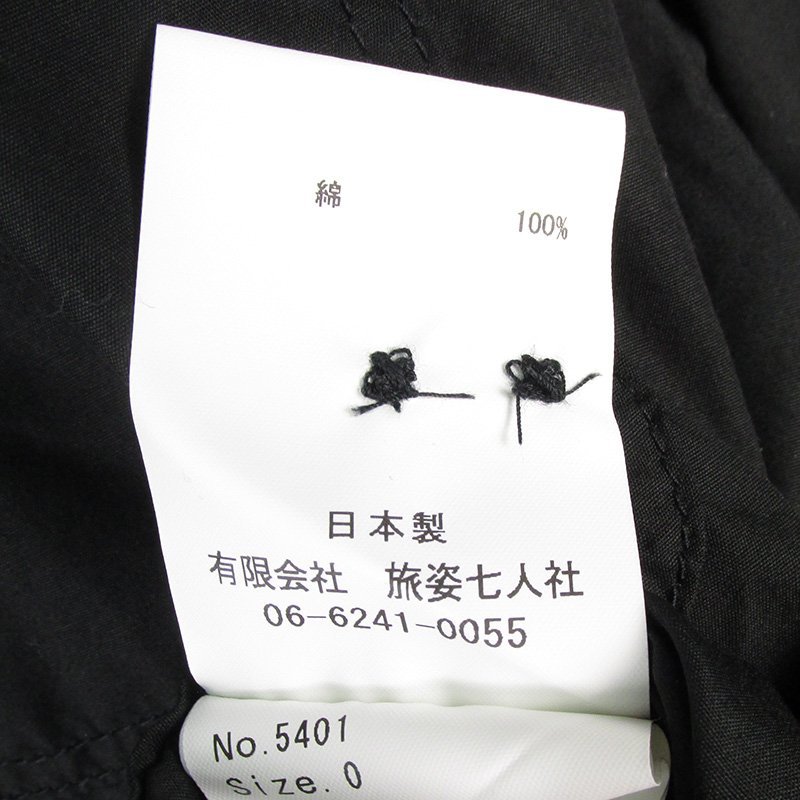 綿 100%
日本製
有限会社 旅姿七人社
06-6241-0055
No.5401
Size.0